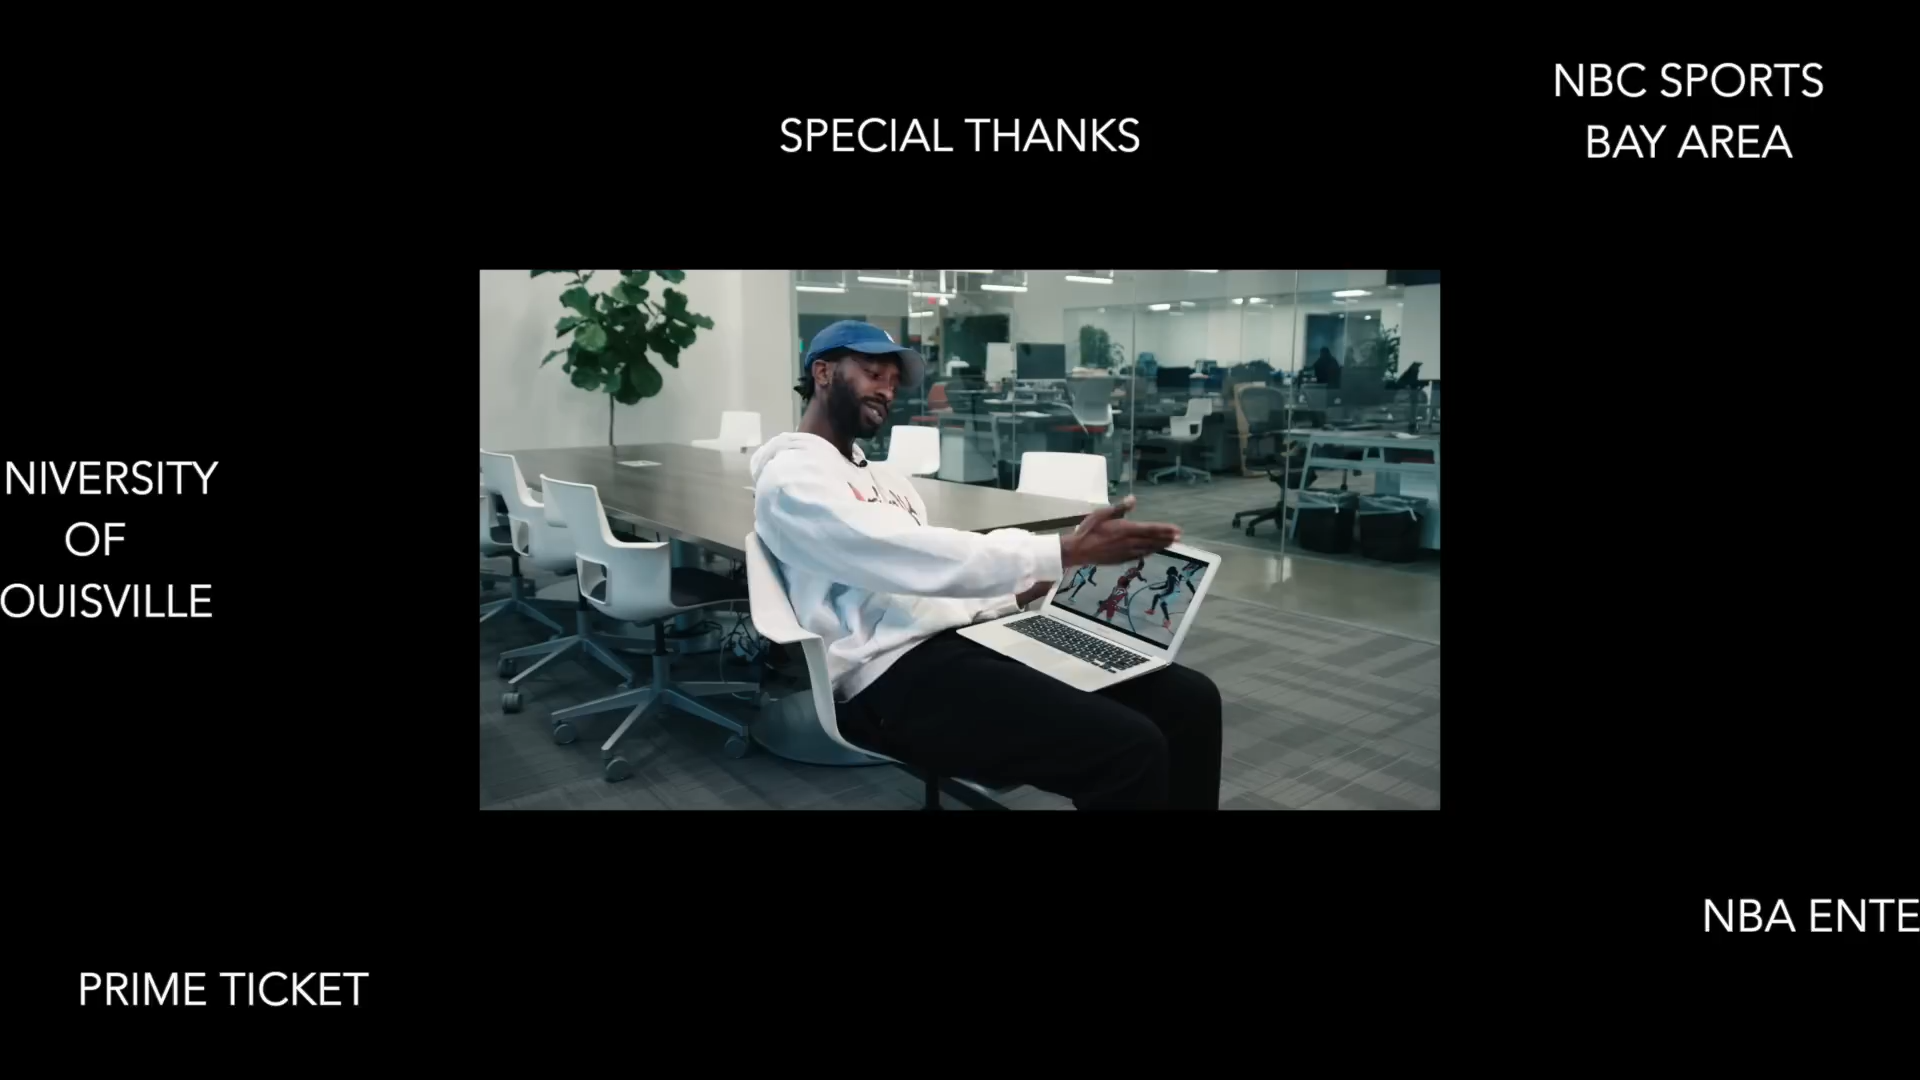 NBC SPORTS
BAY AREA
SPECIAL THANKS
NIVERSITY
OF
OUISVILLE
NBA ENTE
PRIME TICKET